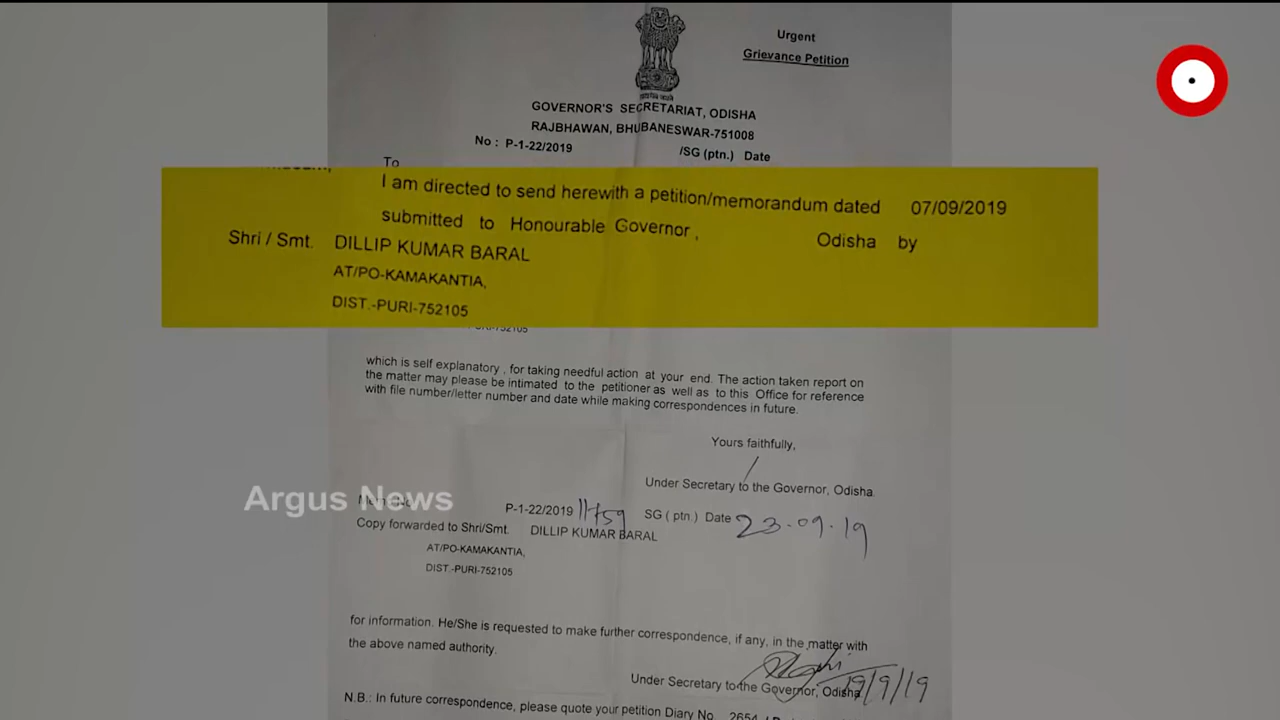 Urgent
Grievance Petition
GOVERNOR'S SECRETARIAT, ODISHA
RAJBHAWAN, BHUBANESWAR-751008
No : P-1-22/2019 /SG (ptn.) Date
To
I am directed to send herewith a petition/memorandum dated 07/09/2019
submitted to Honourable Governor, Odisha by
Shri / Smt. DILLIP KUMAR BARAL
AT/PO-KAMAKANTIA,
DIST.-PURI-752105
which is self explanatory , for taking needful action at your end. The action taken report on
the matter may please be intimated to the petitioner as well as to this Office for reference
with file number/letter number and date while making correspondences in future.
Yours faithfully,
Under Secretary to the Governor, Odisha.
Argus News
P-1-22/2019 11759 SG ( ptn.) Date 23-09-19
Copy forwarded to Shri/Smt. DILLIP KUMAR BARAL
AT/PO-KAMAKANTIA,
DIST.-PURI-752105
for information. He/She is requested to make further correspondence, if any, in the matter with
the above named authority.
Under Secretary to the Governor, Odisha
19/9/19
N.B.: In future correspondence, please quote your petition Diary No. 2654